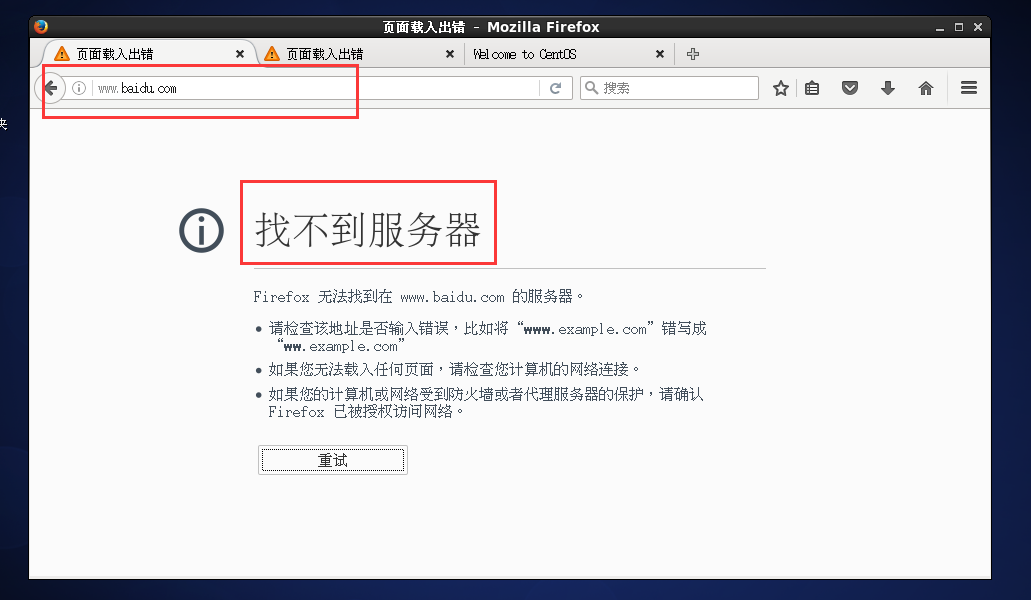 页面载入出错 - Mozilla Firefox
页面载入出错
页面载入出错
Welcome to CentOS
www.baidu.com
搜索
夹
找不到服务器
Firefox 无法找到在 www.baidu.com 的服务器。
请检查该地址是否输入错误，比如将“www.example.com”错写成
“ww.example.com”
如果您无法载入任何页面，请检查您计算机的网络连接。
如果您的计算机或网络受到防火墙或者代理服务器的保护，请确认
Firefox 已被授权访问网络。
重试